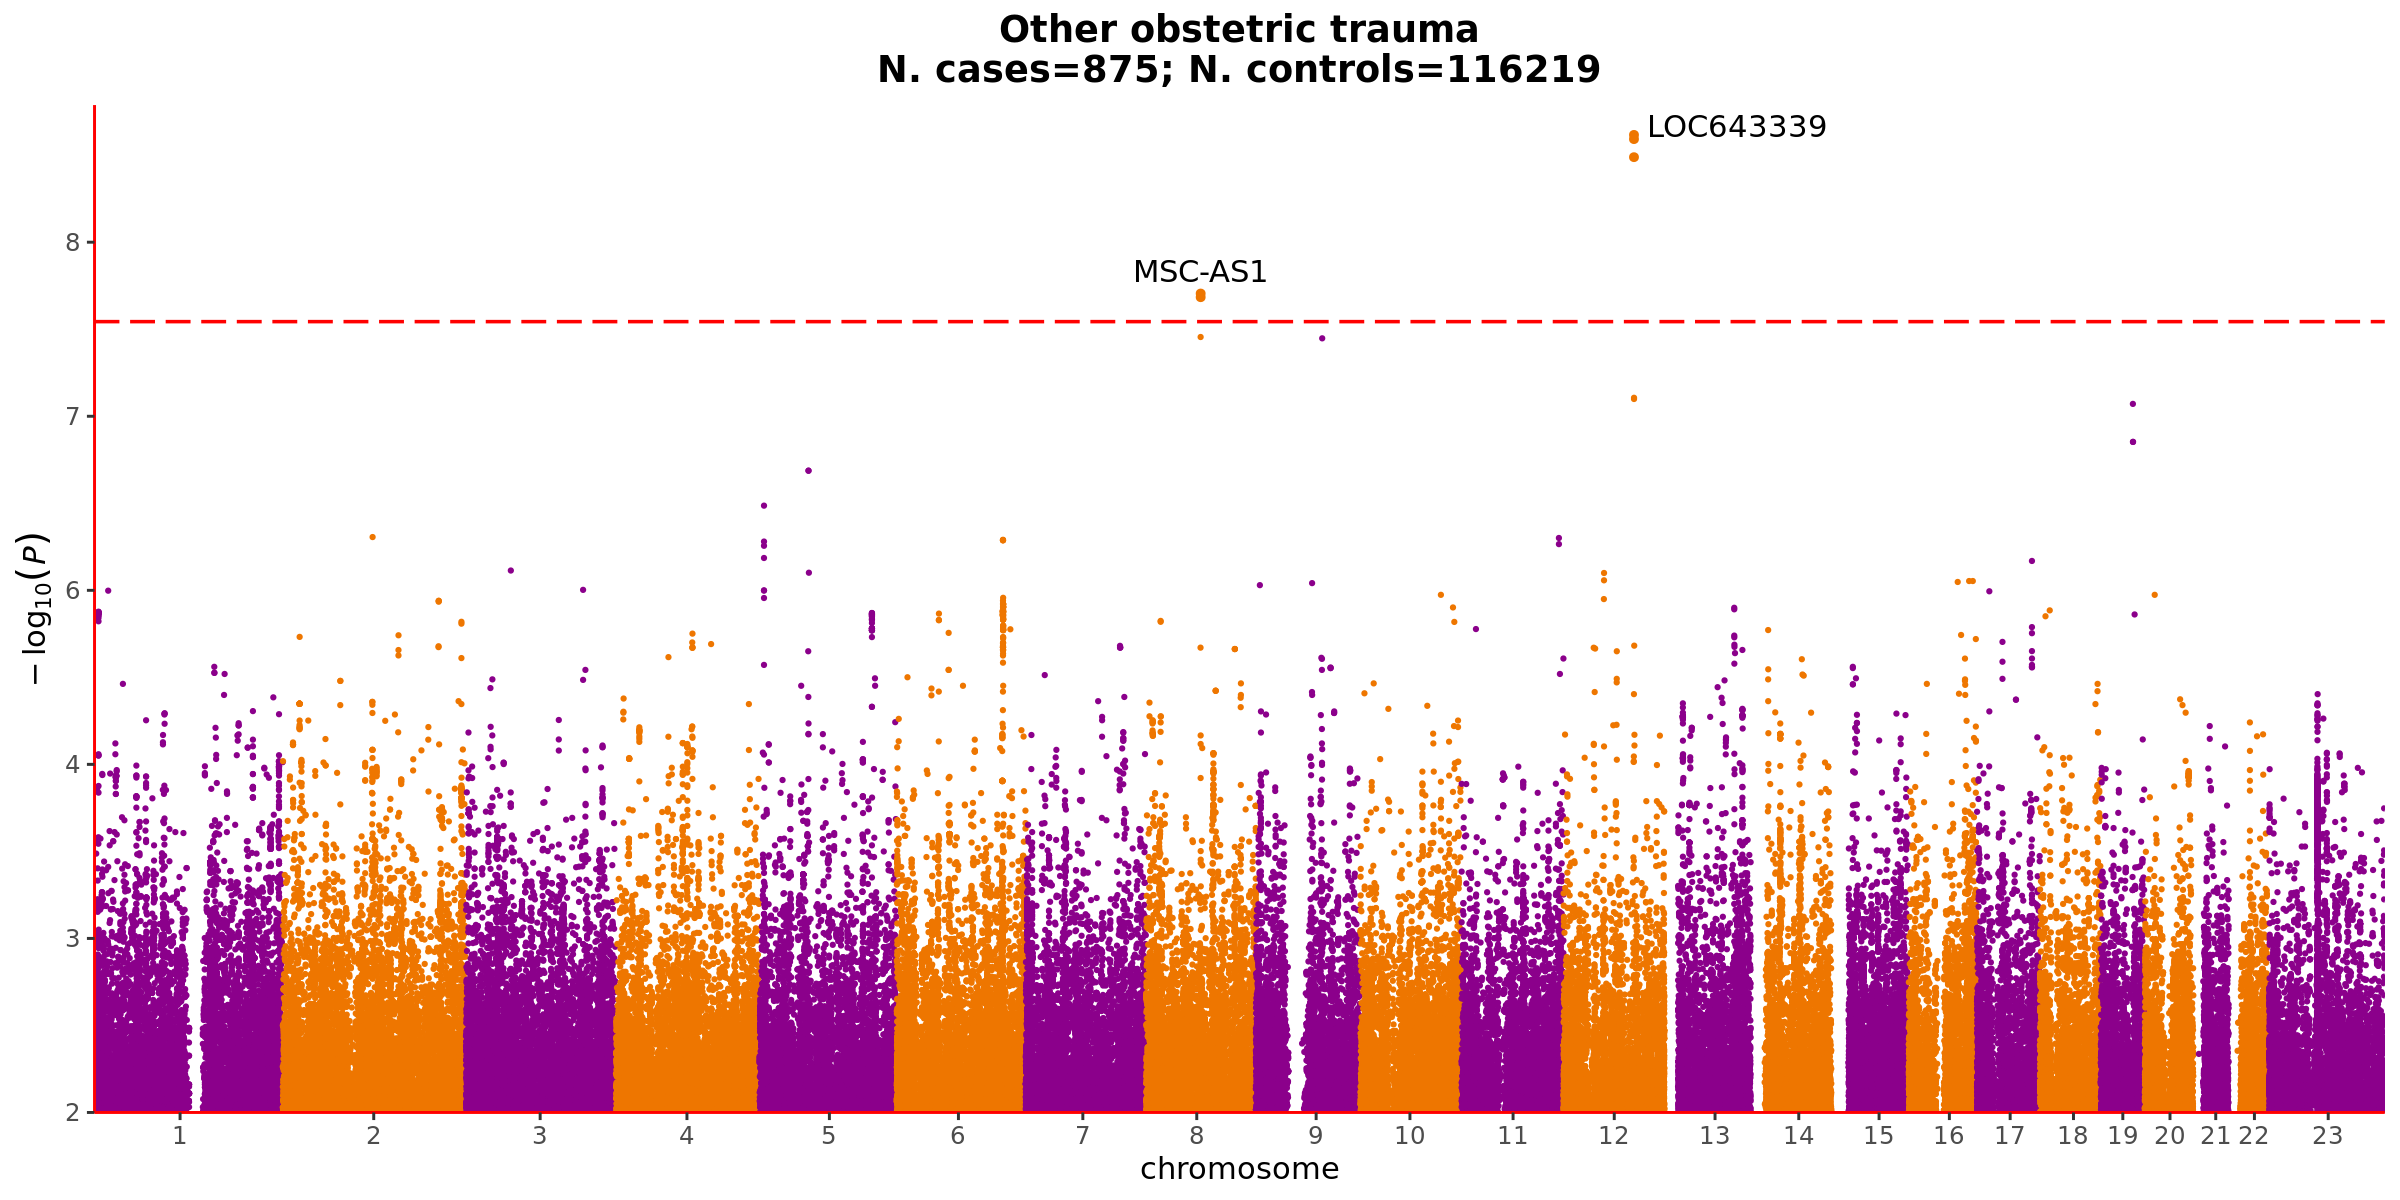 Other obstetric trauma
N. cases=875; N. controls=116219
LOC643339
MSC-AS1
8
7
6
4
3
2
− log₁₀(P)
1 2 3 4 5 6 7 8 9 10 11 12 13 14 15 16 17 18 19 20 21 22 23
chromosome